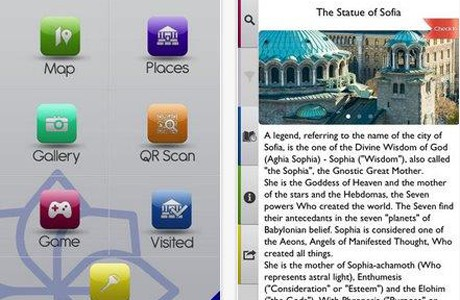 Map
Places
Gallery
QR Scan
Game
Visited
The Statue of Sofia
Checkin
A legend, referring to the name of the city of
Sofia, is the one of the Divine Wisdom of God
(Aghia Sophia) - Sophia ("Wisdom"), also called
"the Sophia", the Gnostic Great Mother.
She is the Goddess of Heaven and the mother
of the stars and the Hebdomas, the Seven
powers Who created the world. The Seven find
their antecedants in the seven "planets" of
Babylonian belief. Sophia is considered one of
the Aeons, Angels of Manifested Thought, Who
created all things.
She is the mother of Sophia-achamoth (Who
represents astral light), Enthumesis
("Consideration" or "Esteem") and the Elohim
("the Gods"). With Phronesis ("Purpose" or